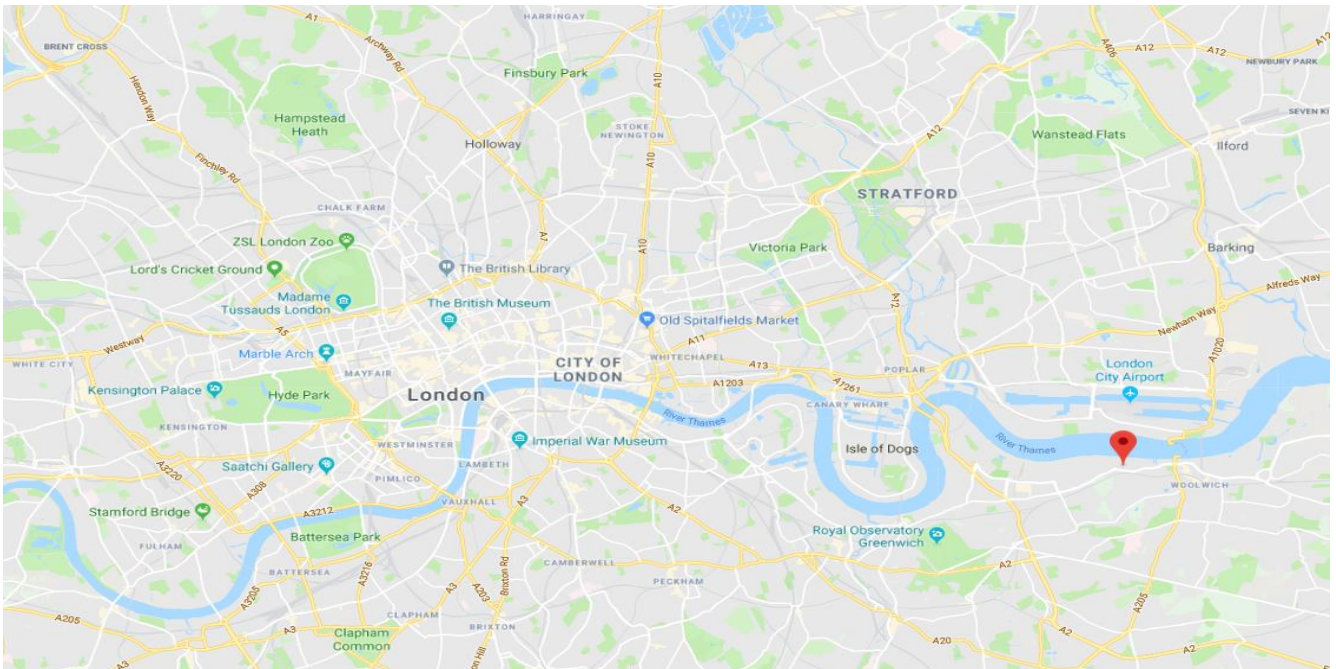 HARRINGAY
A1
A406
A12
A12
BRENT CROSS
Archway Rd
NEWBURY PARK
Finsbury Park
A10
Hendon Way
Hampstead
Heath
STOKE
NEWINGTON
A12
Wanstead Flats
SEVEN KI
Holloway
Ilford
Finchley Rd
A10
STRATFORD
CHALK FARM
A1
ZSL London Zoo
A10
Victoria Park
Barking
Lord's Cricket Ground
The British Library
Alfreds Way
Madame
Tussauds London
The British Museum
A12
Newham Way
Old Spitalfields Market
A5
Westway
A11
A1020
Marble Arch
WHITECHAPEL
CITY OF
LONDON
A13
London
City Airport
WHITE CITY
MAYFAIR
POPLAR
Kensington Palace
Hyde Park
London
A1203
A1261
CANARY WHARF
River Thames
KENSINGTON
WESTMINSTER
Imperial War Museum
Isle of Dogs
River Thames
A3220
Saatchi Gallery
A308
PIMLICO
LAMBETH
WOOLWICH
VAUXHALL
A3
Stamford Bridge
A3212
A2
Royal Observatory
Greenwich
Battersea Park
FULHAM
A2
BATTERSEA
A3216
Brixton Rd
CAMBERWELL
PECKHAM
A3205
A3
A203
A205
A205
CLAPHAM
A3
BRIXTON
Clapham
Common
A20
A2
A3
n Hill